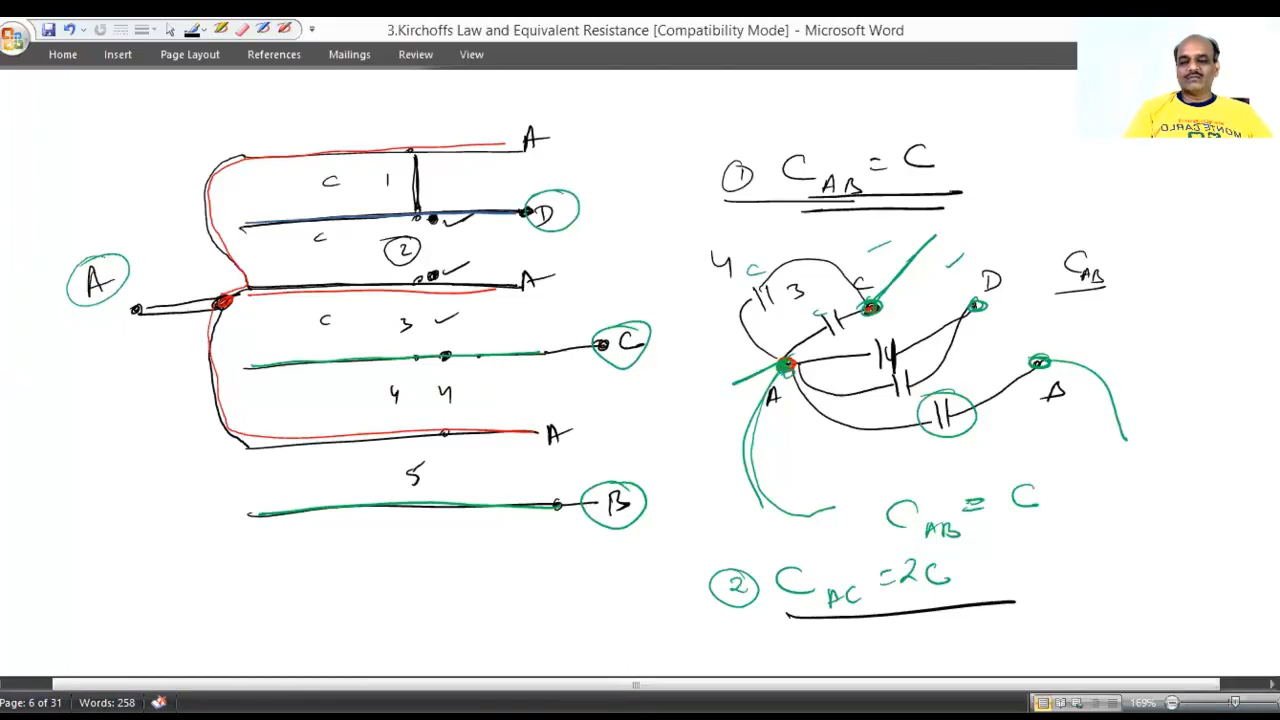 3.Kirchoffs Law and Equivalent Resistance [Compatibility Mode] - Microsoft Word
Home Insert Page Layout References Mailings Review View
A
C 1
D
C 2
A
A
C 3
C
4 4
A
5
B
① C_AB = C
4 C 3 C C D C_AB
A B
C_AB = C
② C_AC = 2C
MONTE CARLO
Page: 6 of 31 Words: 258 169%